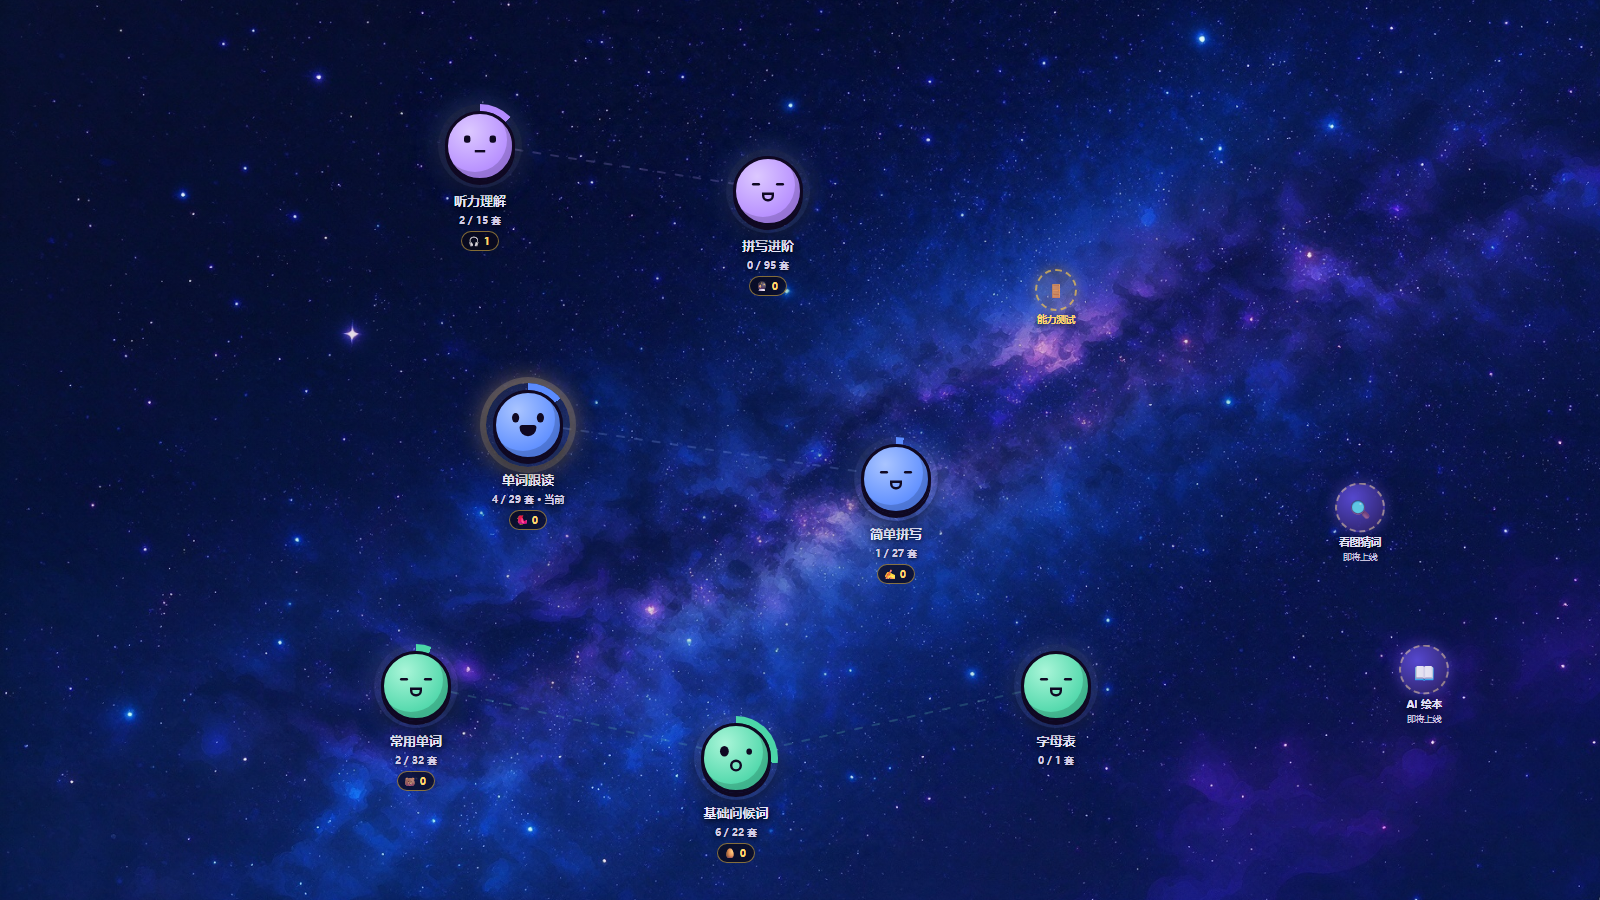 听力理解
2 / 15 套
1
拼写进阶
0 / 95 套
0
能力测试
单词跟读
4 / 29 套 • 当前
0
简单拼写
1 / 27 套
0
看图猜词
即将上线
常用单词
2 / 32 套
0
基础问候词
6 / 22 套
0
字母表
0 / 1 套
AI 绘本
即将上线